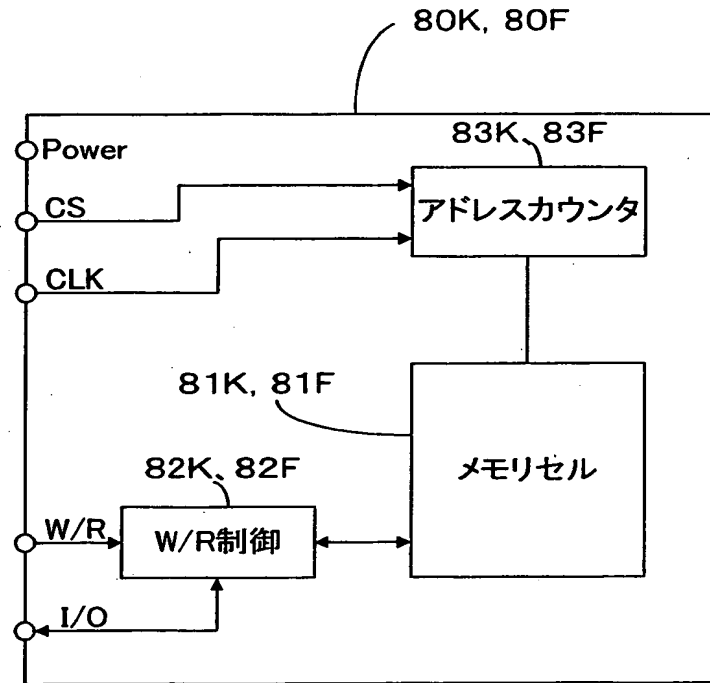 80K, 80F
83K、83F
Power
アドレスカウンタ
CS
CLK
81K, 81F
メモリセル
82K、82F
W/R
W/R制御
I/O